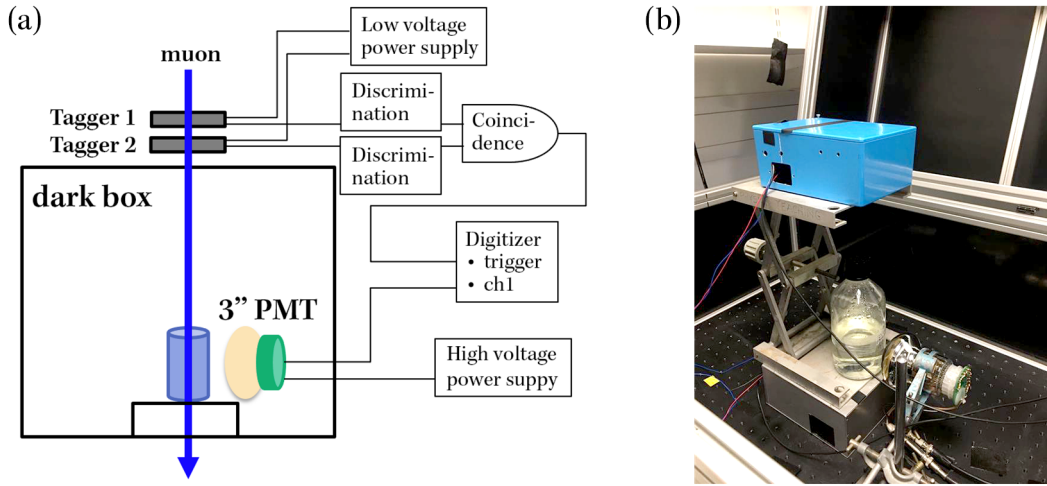 (a)
muon
Tagger 1
Tagger 2
Low voltage
power supply
Discrimi-
nation
Discrimi-
nation
Coinci-
dence
dark box
Digitizer
• trigger
• ch1
3” PMT
High voltage
power suppy
(b)